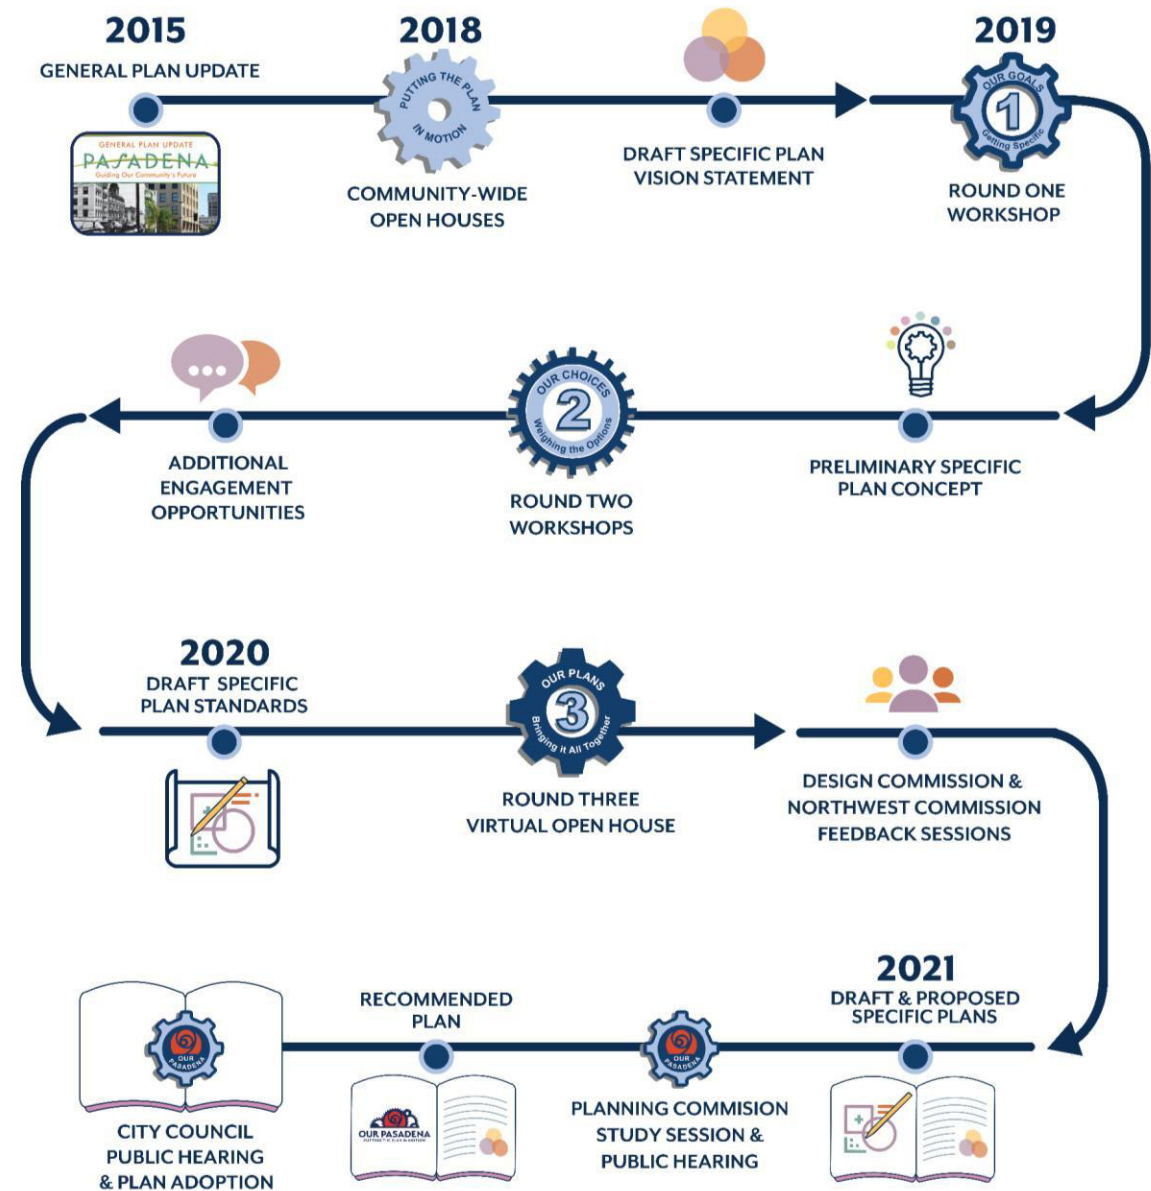 2015
GENERAL PLAN UPDATE
GENERAL PLAN UPDATE
PASADENA
Guiding Our Community's Future
2018
PUTTING THE PLAN
IN MOTION
COMMUNITY-WIDE
OPEN HOUSES
DRAFT SPECIFIC PLAN
VISION STATEMENT
2019
OUR GOALS
1
Getting Specific
ROUND ONE
WORKSHOP
PRELIMINARY SPECIFIC
PLAN CONCEPT
OUR CHOICES
2
Weighing the Options
ROUND TWO
WORKSHOPS
ADDITIONAL
ENGAGEMENT
OPPORTUNITIES
2020
DRAFT SPECIFIC
PLAN STANDARDS
OUR PLANS
3
Bringing it All Together
ROUND THREE
VIRTUAL OPEN HOUSE
DESIGN COMMISSION &
NORTHWEST COMMISSION
FEEDBACK SESSIONS
2021
DRAFT & PROPOSED
SPECIFIC PLANS
OUR
PASADENA
PLANNING COMMISION
STUDY SESSION &
PUBLIC HEARING
RECOMMENDED
PLAN
OUR PASADENA
PUTTING THE PLAN IN MOTION
OUR
PASADENA
CITY COUNCIL
PUBLIC HEARING
& PLAN ADOPTION